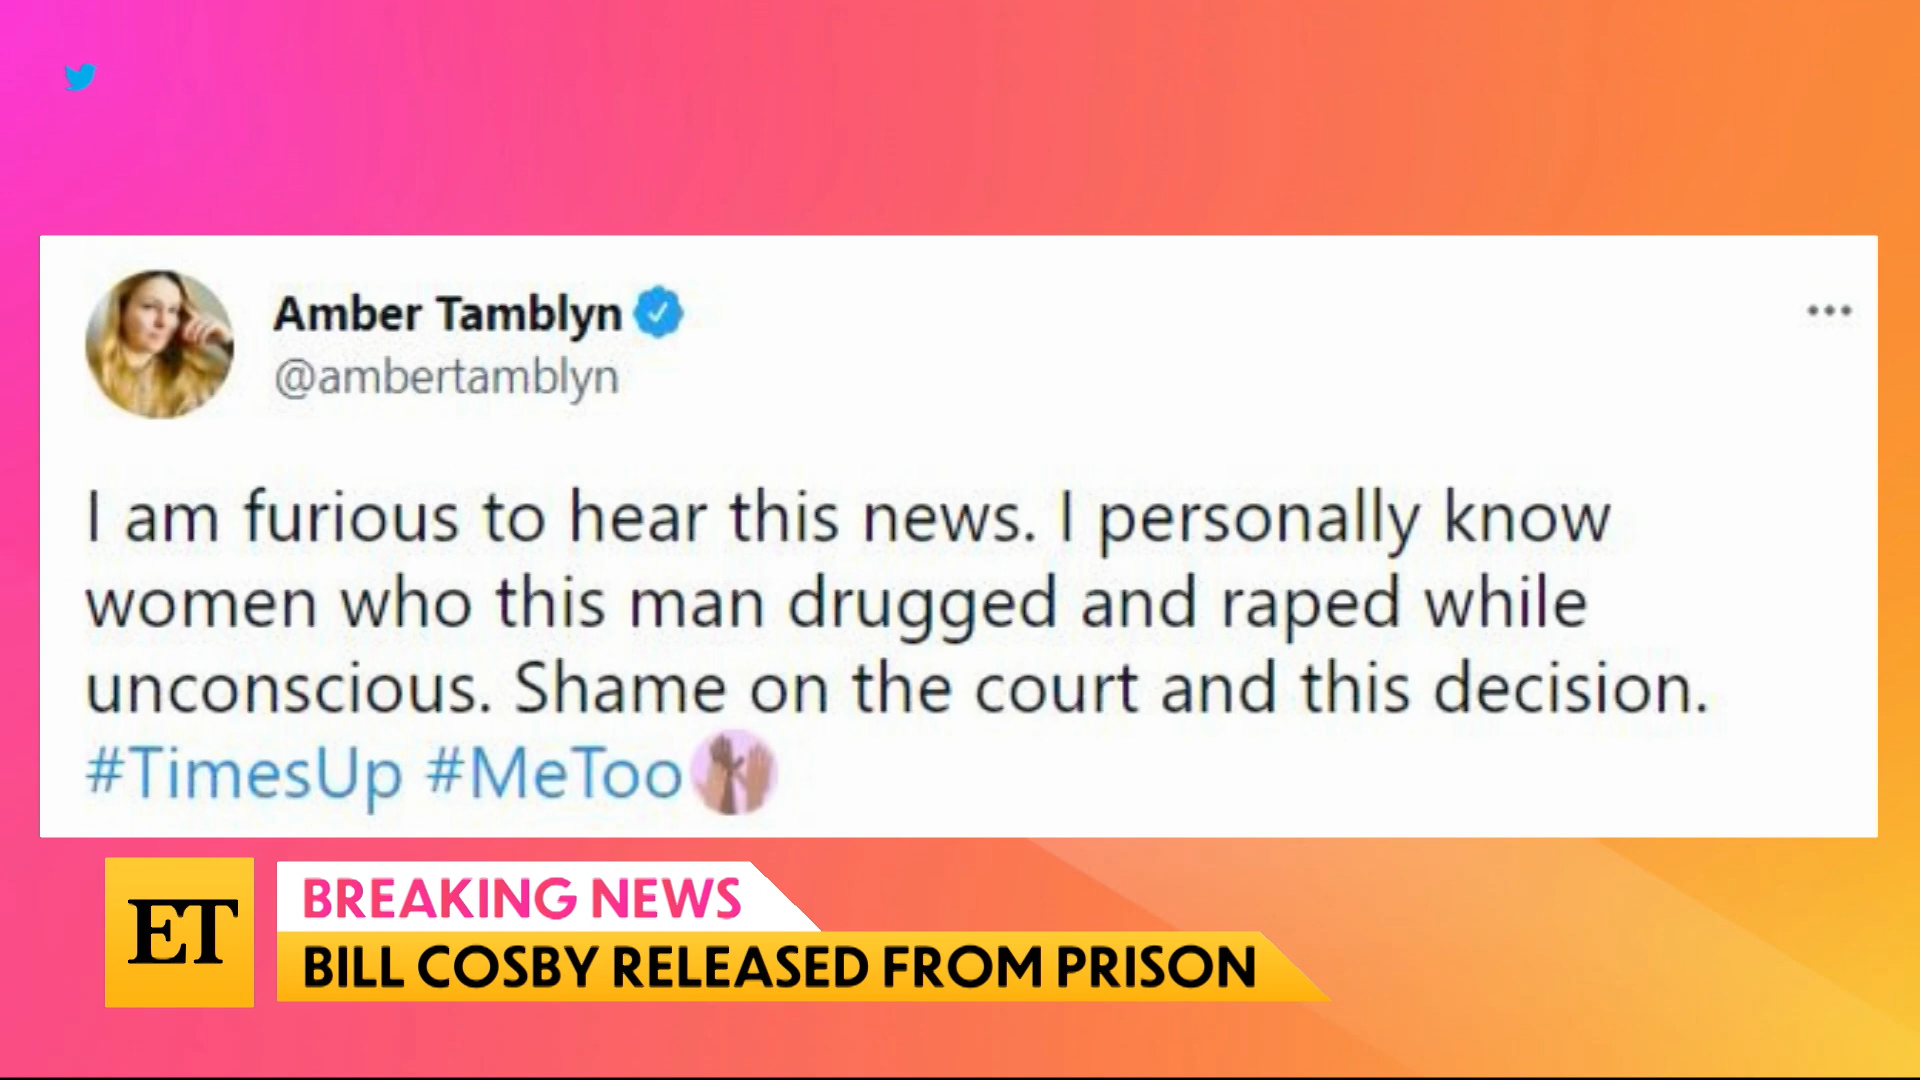 Amber Tamblyn
@ambertamblyn
I am furious to hear this news. I personally know
women who this man drugged and raped while
unconscious. Shame on the court and this decision.
#TimesUp #MeToo
ET
BREAKING NEWS
BILL COSBY RELEASED FROM PRISON